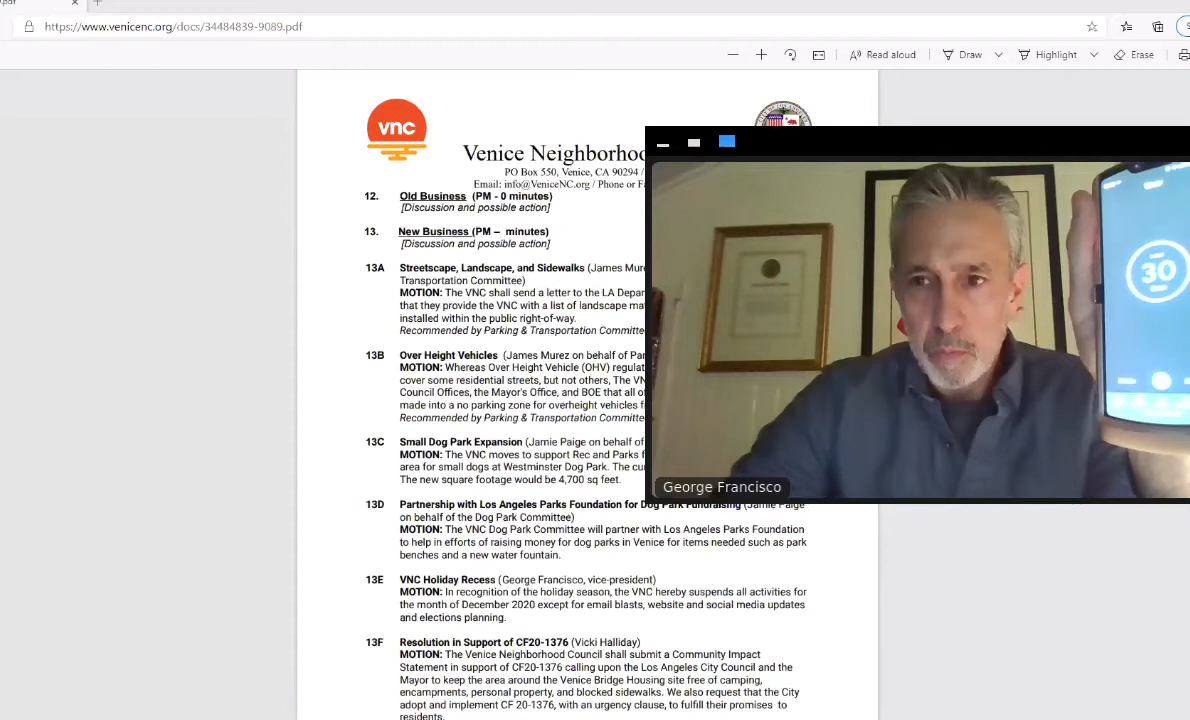 .pdf
https://www.venicenc.org/docs/34484839-9089.pdf
Read aloud
Draw
Highlight
Erase
vnc
Venice Neighborhoo
PO Box 550, Venice, CA 90294 /
Email: info@VeniceNC.org / Phone or Fa
12. Old Business (PM - 0 minutes)
[Discussion and possible action]
13. New Business (PM – minutes)
[Discussion and possible action]
13A Streetscape, Landscape, and Sidewalks (James Mure
Transportation Committee)
MOTION: The VNC shall send a letter to the LA Depar
that they provide the VNC with a list of landscape ma
installed within the public right-of-way.
Recommended by Parking & Transportation Committe
13B Over Height Vehicles (James Murez on behalf of Par
MOTION: Whereas Over Height Vehicle (OHV) regulat
cover some residential streets, but not others, The VN
Council Offices, the Mayor's Office, and BOE that all of
made into a no parking zone for overheight vehicles f
Recommended by Parking & Transportation Committe
13C Small Dog Park Expansion (Jamie Paige on behalf of
MOTION: The VNC moves to support Rec and Parks f
area for small dogs at Westminster Dog Park. The cu
The new square footage would be 4,700 sq feet.
13D Partnership with Los Angeles Parks Foundation for Dog Park Fundraising (Jamie Paige
on behalf of the Dog Park Committee)
MOTION: The VNC Dog Park Committee will partner with Los Angeles Parks Foundation
to help in efforts of raising money for dog parks in Venice for items needed such as park
benches and a new water fountain.
13E VNC Holiday Recess (George Francisco, vice-president)
MOTION: In recognition of the holiday season, the VNC hereby suspends all activities for
the month of December 2020 except for email blasts, website and social media updates
and elections planning.
13F Resolution in Support of CF20-1376 (Vicki Halliday)
MOTION: The Venice Neighborhood Council shall submit a Community Impact
Statement in support of CF20-1376 calling upon the Los Angeles City Council and the
Mayor to keep the area around the Venice Bridge Housing site free of camping,
encampments, personal property, and blocked sidewalks. We also request that the City
adopt and implement CF 20-1376, with an urgency clause, to fulfill their promises to
residents.
30
George Francisco